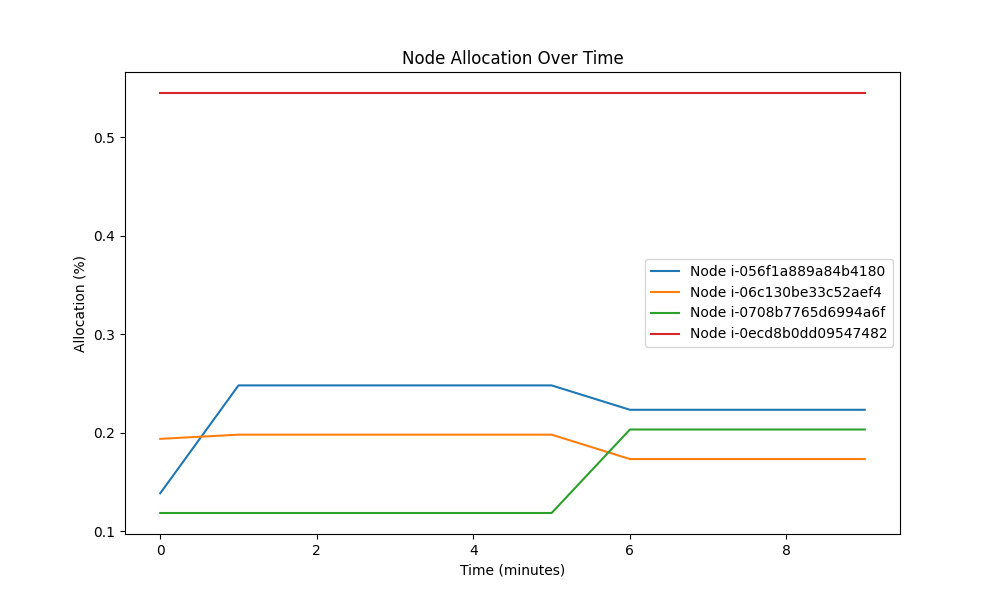 Node Allocation Over Time
Allocation (%)
0.5
0.4
0.3
0.2
0.1
Node i-056f1a889a84b4180
Node i-06c130be33c52aef4
Node i-0708b7765d6994a6f
Node i-0ecd8b0dd09547482
0 2 4 6 8
Time (minutes)